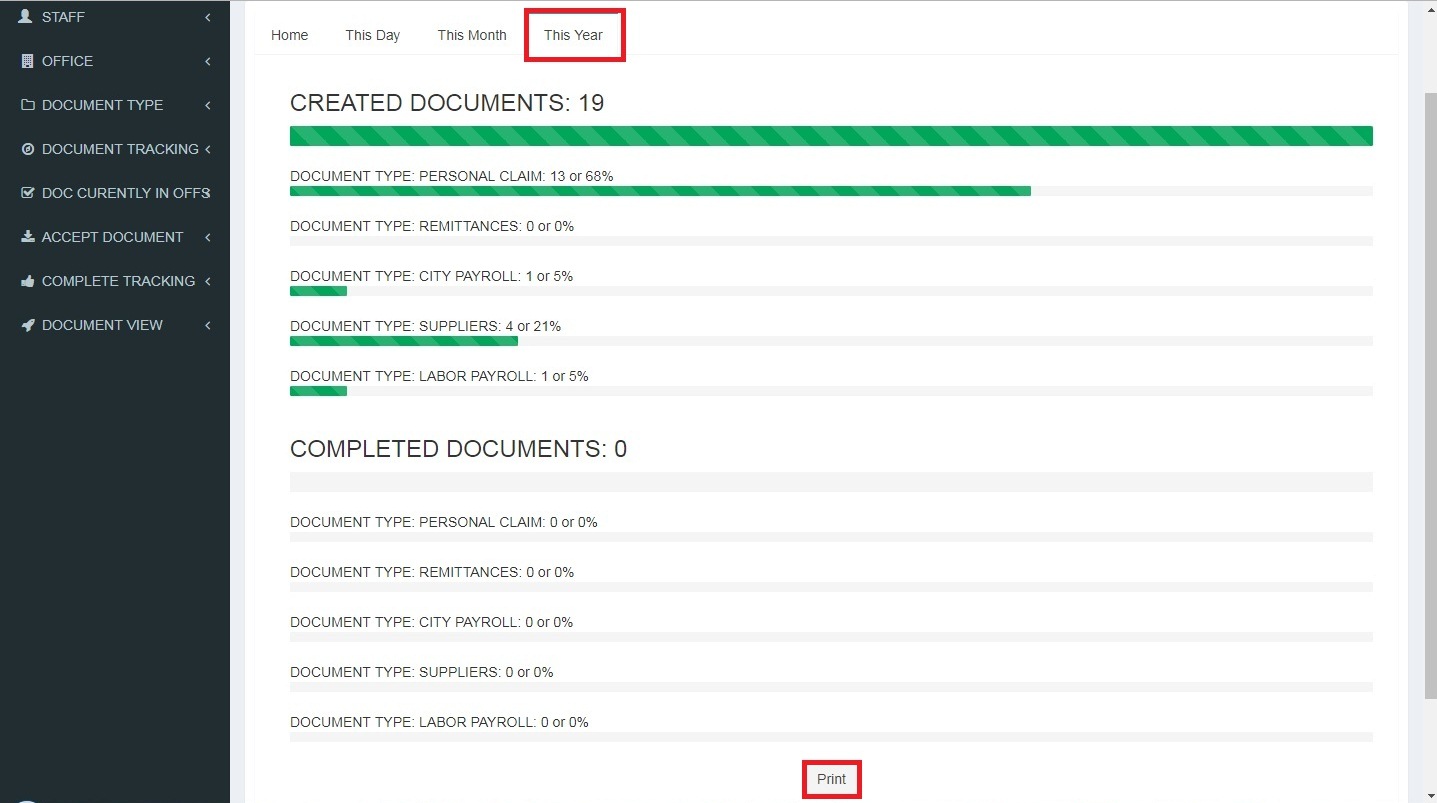 STAFF
OFFICE
DOCUMENT TYPE
DOCUMENT TRACKING
DOC CURENTLY IN OFFS
ACCEPT DOCUMENT
COMPLETE TRACKING
DOCUMENT VIEW
Home This Day This Month This Year
CREATED DOCUMENTS: 19
DOCUMENT TYPE: PERSONAL CLAIM: 13 or 68%
DOCUMENT TYPE: REMITTANCES: 0 or 0%
DOCUMENT TYPE: CITY PAYROLL: 1 or 5%
DOCUMENT TYPE: SUPPLIERS: 4 or 21%
DOCUMENT TYPE: LABOR PAYROLL: 1 or 5%
COMPLETED DOCUMENTS: 0
DOCUMENT TYPE: PERSONAL CLAIM: 0 or 0%
DOCUMENT TYPE: REMITTANCES: 0 or 0%
DOCUMENT TYPE: CITY PAYROLL: 0 or 0%
DOCUMENT TYPE: SUPPLIERS: 0 or 0%
DOCUMENT TYPE: LABOR PAYROLL: 0 or 0%
Print